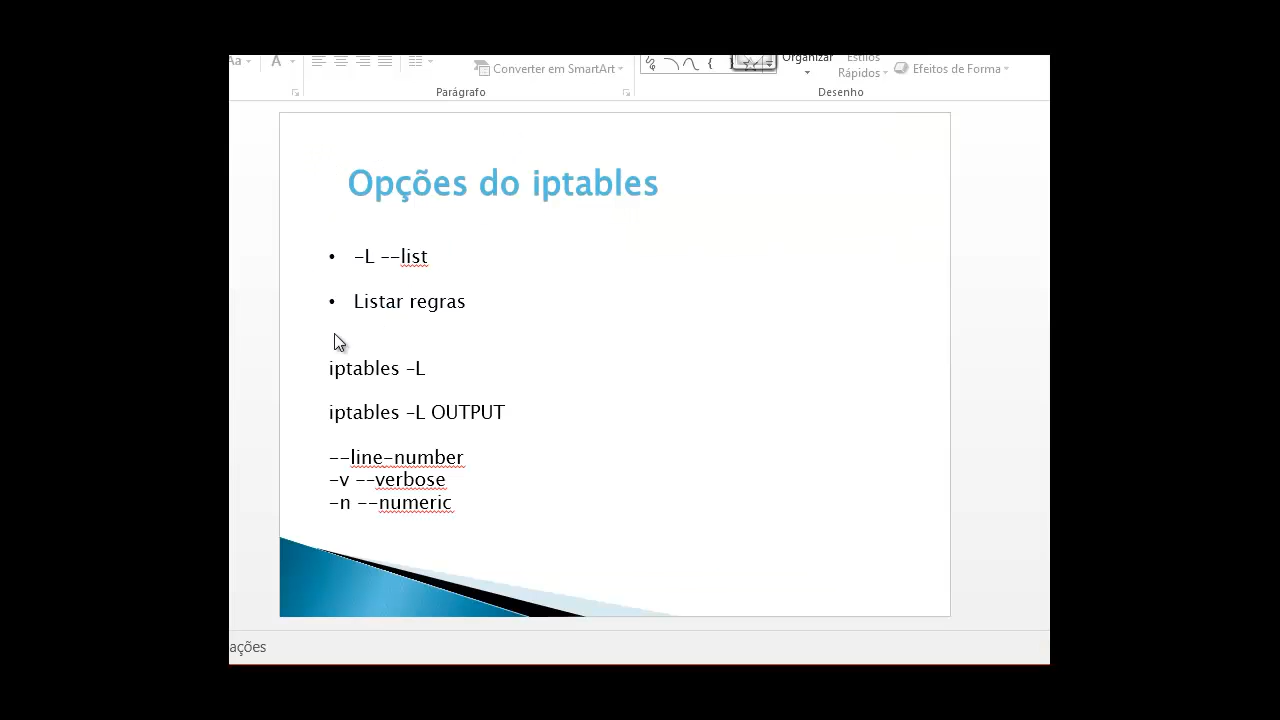 Aa
A
Converter em SmartArt
Organizar
Estilos
Rápidos
Efeitos de Forma
Parágrafo
Desenho
Opções do iptables
• -L --list
• Listar regras
iptables -L
iptables -L OUTPUT
--line-number
-v --verbose
-n --numeric
ações